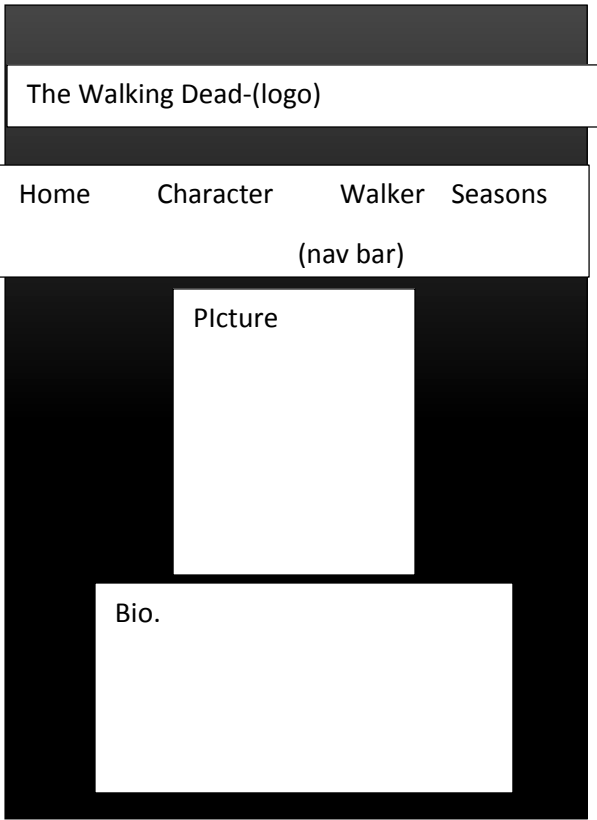 The Walking Dead-(logo)
Home Character Walker Seasons
(nav bar)
PIcture
Bio.